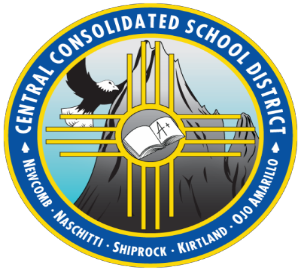 CENTRAL CONSOLIDATED SCHOOL DISTRICT
A+
NEWCOMB · NASCHITTI · SHIPROCK · KIRTLAND · OJO AMARILLO